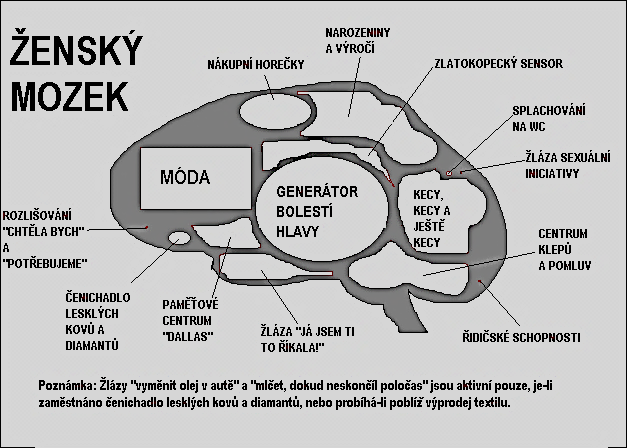 ŽENSKÝ
MOZEK
NAROZENINY
A VÝROČÍ
NÁKUPNÍ HOREČKY
ZLATOKOPECKÝ SENSOR
SPLACHOVÁNÍ
NA WC
ŽLÁZA SEXUÁLNÍ
INICIATIVY
MÓDA
GENERÁTOR
BOLESTÍ
HLAVY
KECY,
KECY A
JEŠTĚ
KECY
ROZLIŠOVÁNÍ
"CHTĚLA BYCH"
A
"POTŘEBUJEME"
CENTRUM
KLEPŮ
A POMLUV
ČENICHADLO
LESKLÝCH
KOVŮ A
DIAMANTŮ
PAMĚŤOVÉ
CENTRUM
"DALLAS"
ŽLÁZA "JÁ JSEM TI
TO ŘÍKALA!"
ŘIDIČSKÉ SCHOPNOSTI
Poznámka: Žlázy "vyměnit olej v autě" a "mlčet, dokud neskončil poločas" jsou aktivní pouze, je-li
zaměstnáno čenichadlo lesklých kovů a diamantů, nebo probíhá-li poblíž výprodej textilu.